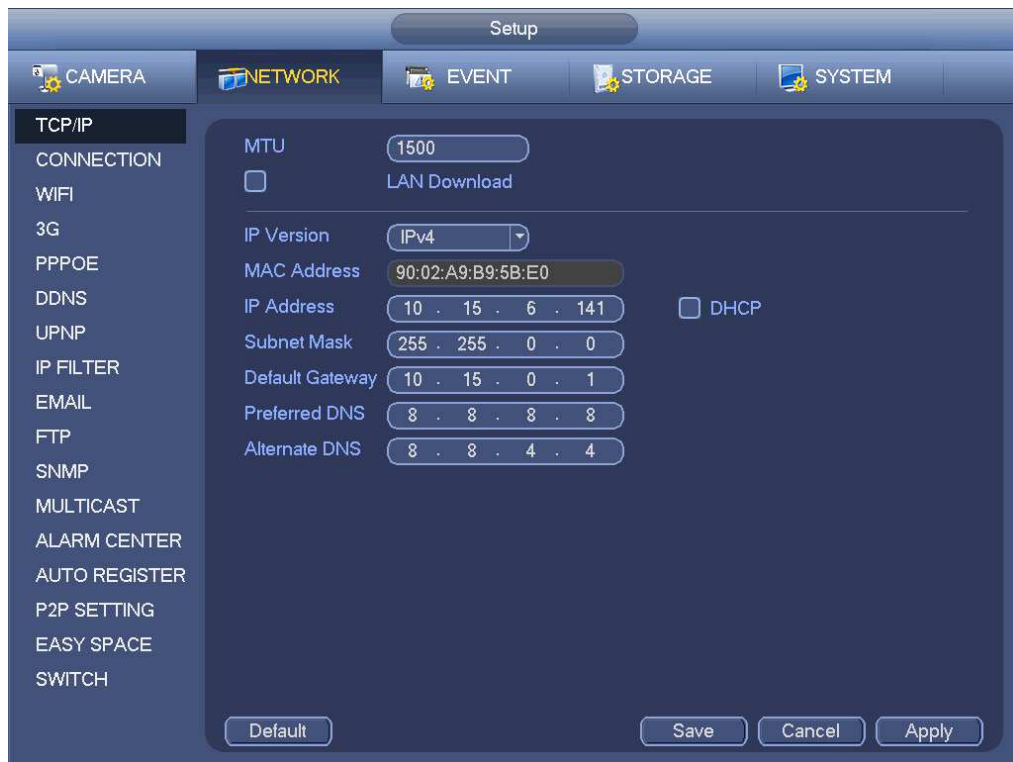 Setup
CAMERA NETWORK EVENT STORAGE SYSTEM
TCP/IP
CONNECTION
WIFI
3G
PPPOE
DDNS
UPNP
IP FILTER
EMAIL
FTP
SNMP
MULTICAST
ALARM CENTER
AUTO REGISTER
P2P SETTING
EASY SPACE
SWITCH
MTU 1500
LAN Download
IP Version IPv4
MAC Address 90:02:A9:B9:5B:E0
IP Address 10 . 15 . 6 . 141 DHCP
Subnet Mask 255 . 255 . 0 . 0
Default Gateway 10 . 15 . 0 . 1
Preferred DNS 8 . 8 . 8 . 8
Alternate DNS 8 . 8 . 4 . 4
Default Save Cancel Apply